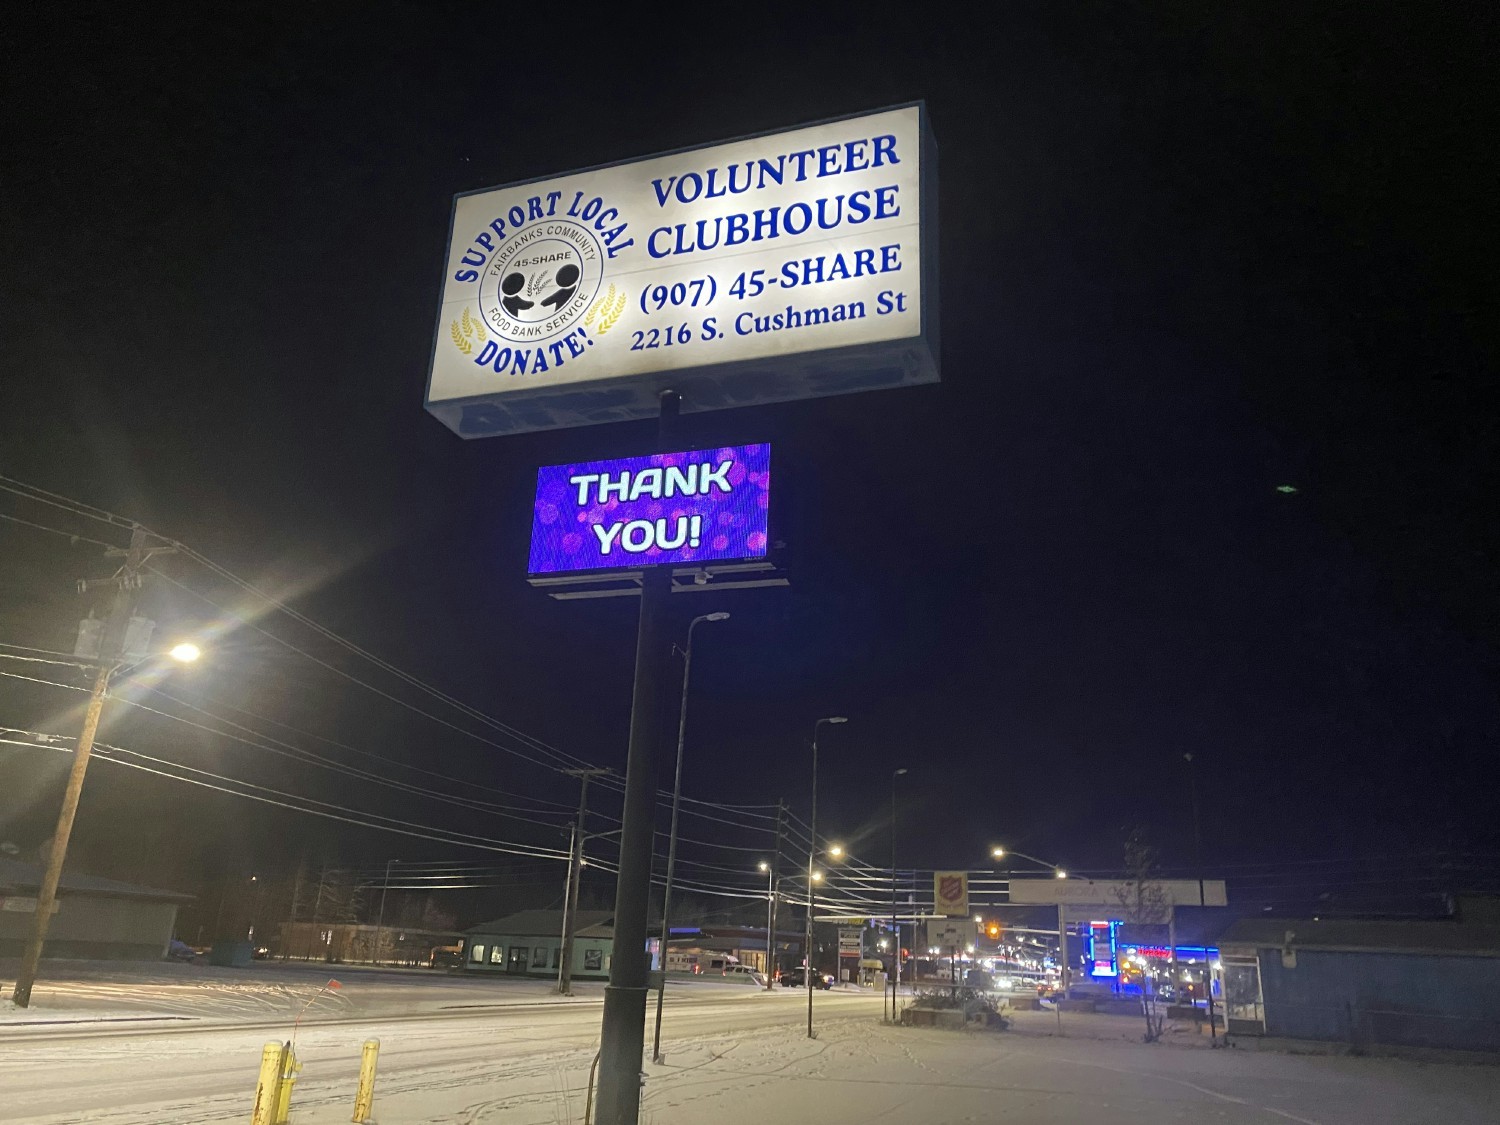 SUPPORT LOCAL
FAIRBANKS COMMUNITY
45-SHARE
FOOD BANK SERVICE
DONATE!
VOLUNTEER
CLUBHOUSE
(907) 45-SHARE
2216 S. Cushman St
THANK
YOU!